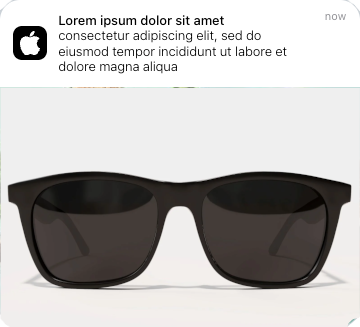 Lorem ipsum dolor sit amet
now
consectetur adipiscing elit, sed do
eiusmod tempor incididunt ut labore et
dolore magna aliqua